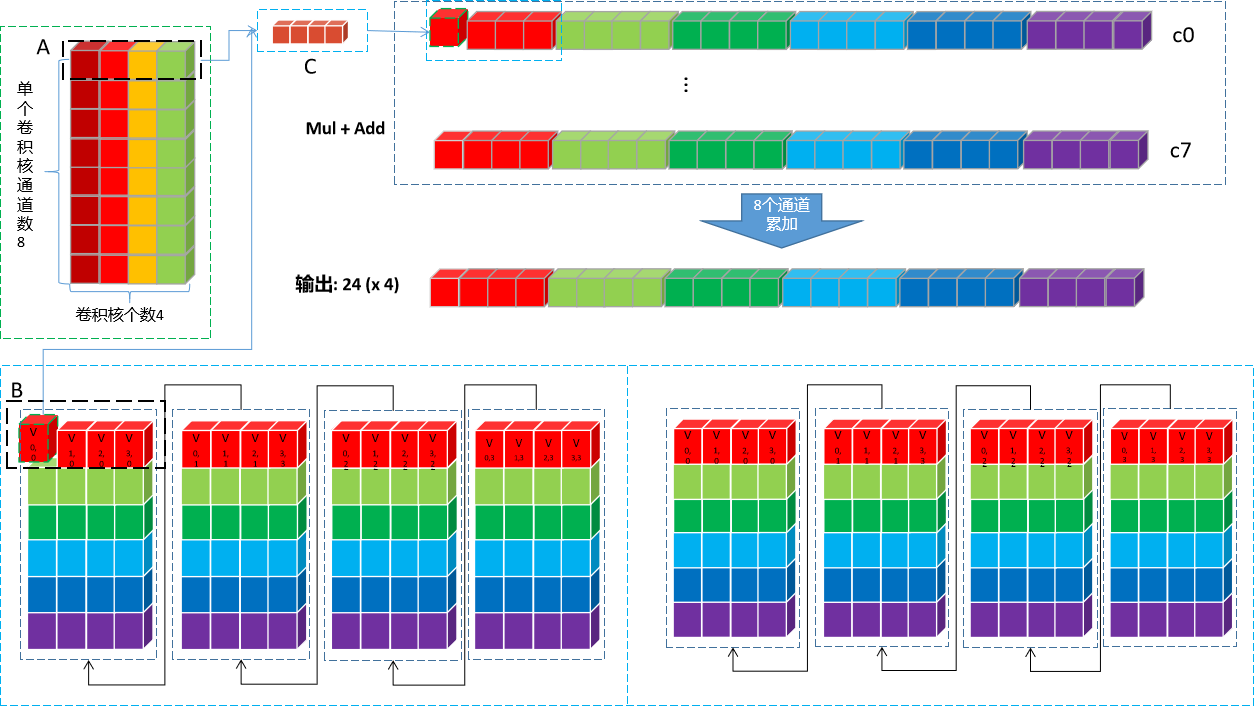 A
单个卷积核通道数8
卷积核个数4
C
c0
⋮
Mul + Add
c7
8个通道
累加
输出: 24 (x 4)
B
V V V V V V V V V V V V V V V V
0,0 1,0 2,0 3,0 0,1 1,1 2,1 3,3 0,2 1,2 2,2 3,2 0,3 1,3 2,3 3,3
V V V V V V V V V V V V V V V V
0,0 1,0 2,0 3,0 0,1 1,1 2,1 3,3 0,2 1,2 2,2 3,2 0,3 1,3 2,3 3,3